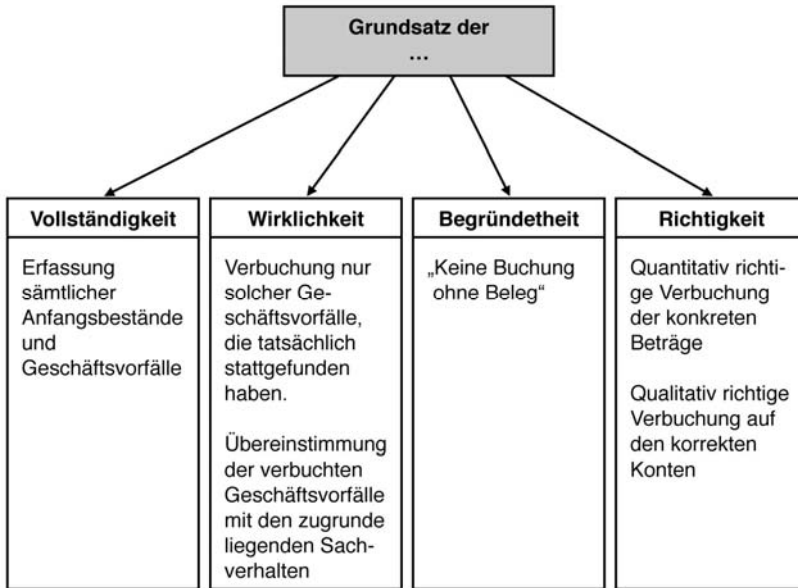 Grundsatz der
...
Vollständigkeit
Erfassung
sämtlicher
Anfangsbestände
und
Geschäftsvorfälle
Wirklichkeit
Verbuchung nur
solcher Ge-
schäftsvorfälle,
die tatsächlich
stattgefunden
haben.
Übereinstimmung
der verbuchten
Geschäftsvorfälle
mit den zugrunde
liegenden Sach-
verhalten
Begründetheit
„Keine Buchung
ohne Beleg“
Richtigkeit
Quantitativ richti-
ge Verbuchung
der konkreten
Beträge
Qualitativ richtige
Verbuchung auf
den korrekten
Konten